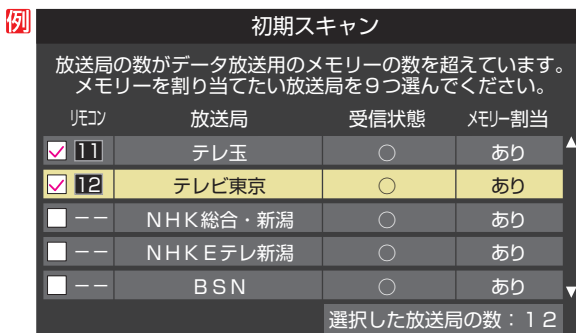 例
初期スキャン
放送局の数がデータ放送用のメモリーの数を超えています。
メモリーを割り当てたい放送局を９つ選んでください。
リモコン 放送局 受信状態 メモリー割当
11 テレ玉 ○ あり
12 テレビ東京 ○ あり
−− ＮＨＫ総合・新潟 ○ あり
−− ＮＨＫＥテレ新潟 ○ あり
−− ＢＳＮ ○ あり
選択した放送局の数：１２